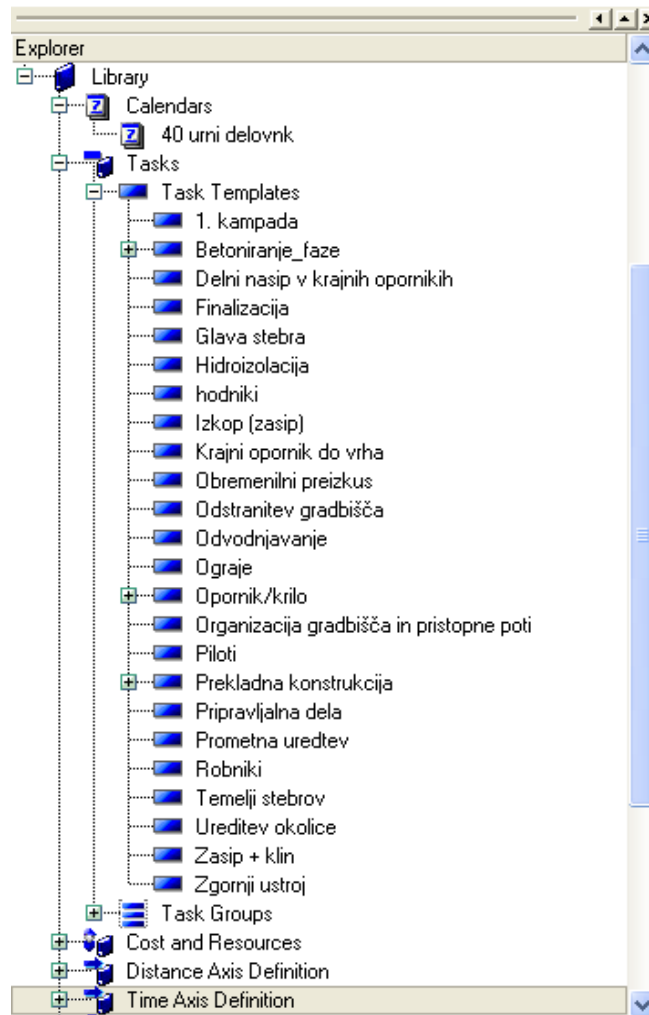 Explorer
Library
Calendars
40 urni delovnk
Tasks
Task Templates
1. kampada
Betoniranje_faze
Delni nasip v krajnih opornikih
Finalizacija
Glava stebra
Hidroizolacija
hodniki
Izkop (zasip)
Krajni opornik do vrha
Obremenilni preizkus
Odstranitev gradbišča
Odvodnjavanje
Ograje
Opornik/krilo
Organizacija gradbišča in pristopne poti
Piloti
Prekladna konstrukcija
Pripravljalna dela
Prometna uredtev
Robniki
Temelji stebrov
Ureditev okolice
Zasip + klin
Zgornji ustroj
Task Groups
Cost and Resources
Distance Axis Definition
Time Axis Definition